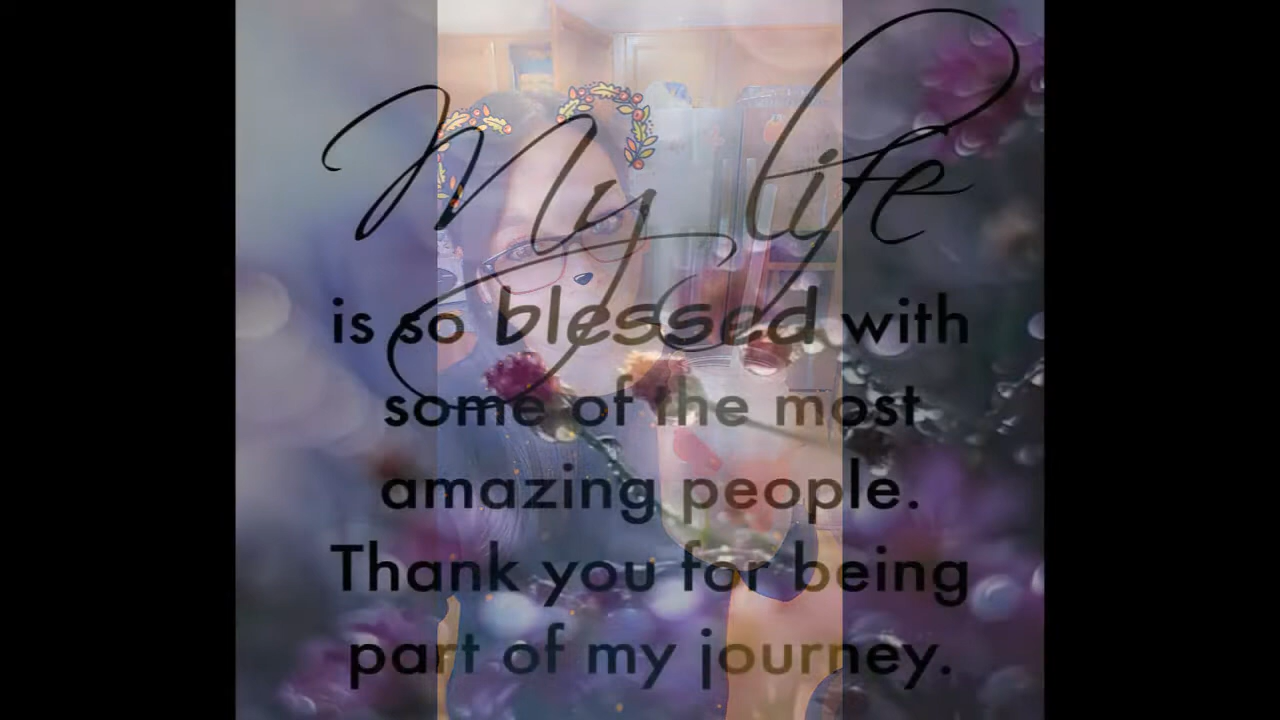 My life
is so blessed with
some of the most
amazing people.
Thank you for being
part of my journey.